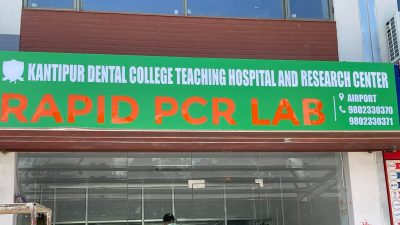 KANTIPUR DENTAL COLLEGE TEACHING HOSPITAL AND RESEARCH CENTER
RAPID PCR LAB
AIRPORT
9802330370
9802330371